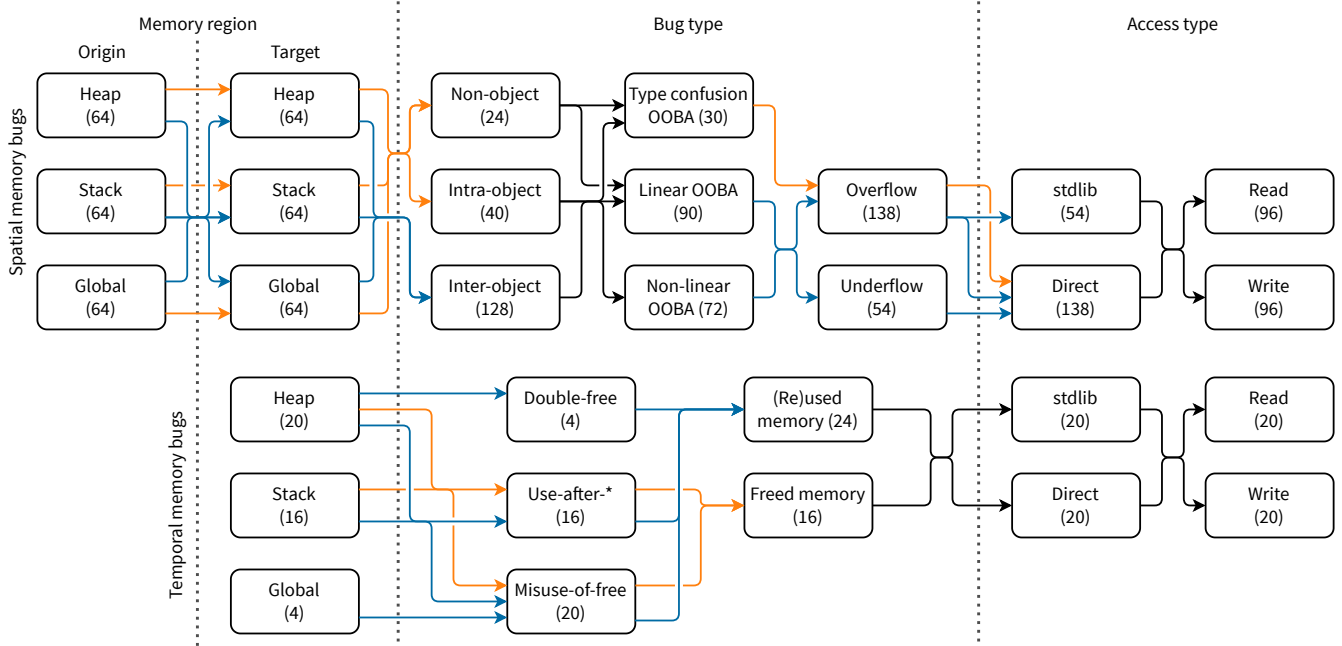 Memory region
Bug type
Access type
Origin
Target
Spatial memory bugs
Heap
(64)
Heap
(64)
Non-object
(24)
Type confusion
OOBA (30)
Stack
(64)
Stack
(64)
Intra-object
(40)
Linear OOBA
(90)
Overflow
(138)
stdlib
(54)
Read
(96)
Global
(64)
Global
(64)
Inter-object
(128)
Non-linear
OOBA (72)
Underflow
(54)
Direct
(138)
Write
(96)
Temporal memory bugs
Heap
(20)
Double-free
(4)
(Re)used
memory (24)
stdlib
(20)
Read
(20)
Stack
(16)
Use-after-*
(16)
Freed memory
(16)
Direct
(20)
Write
(20)
Global
(4)
Misuse-of-free
(20)